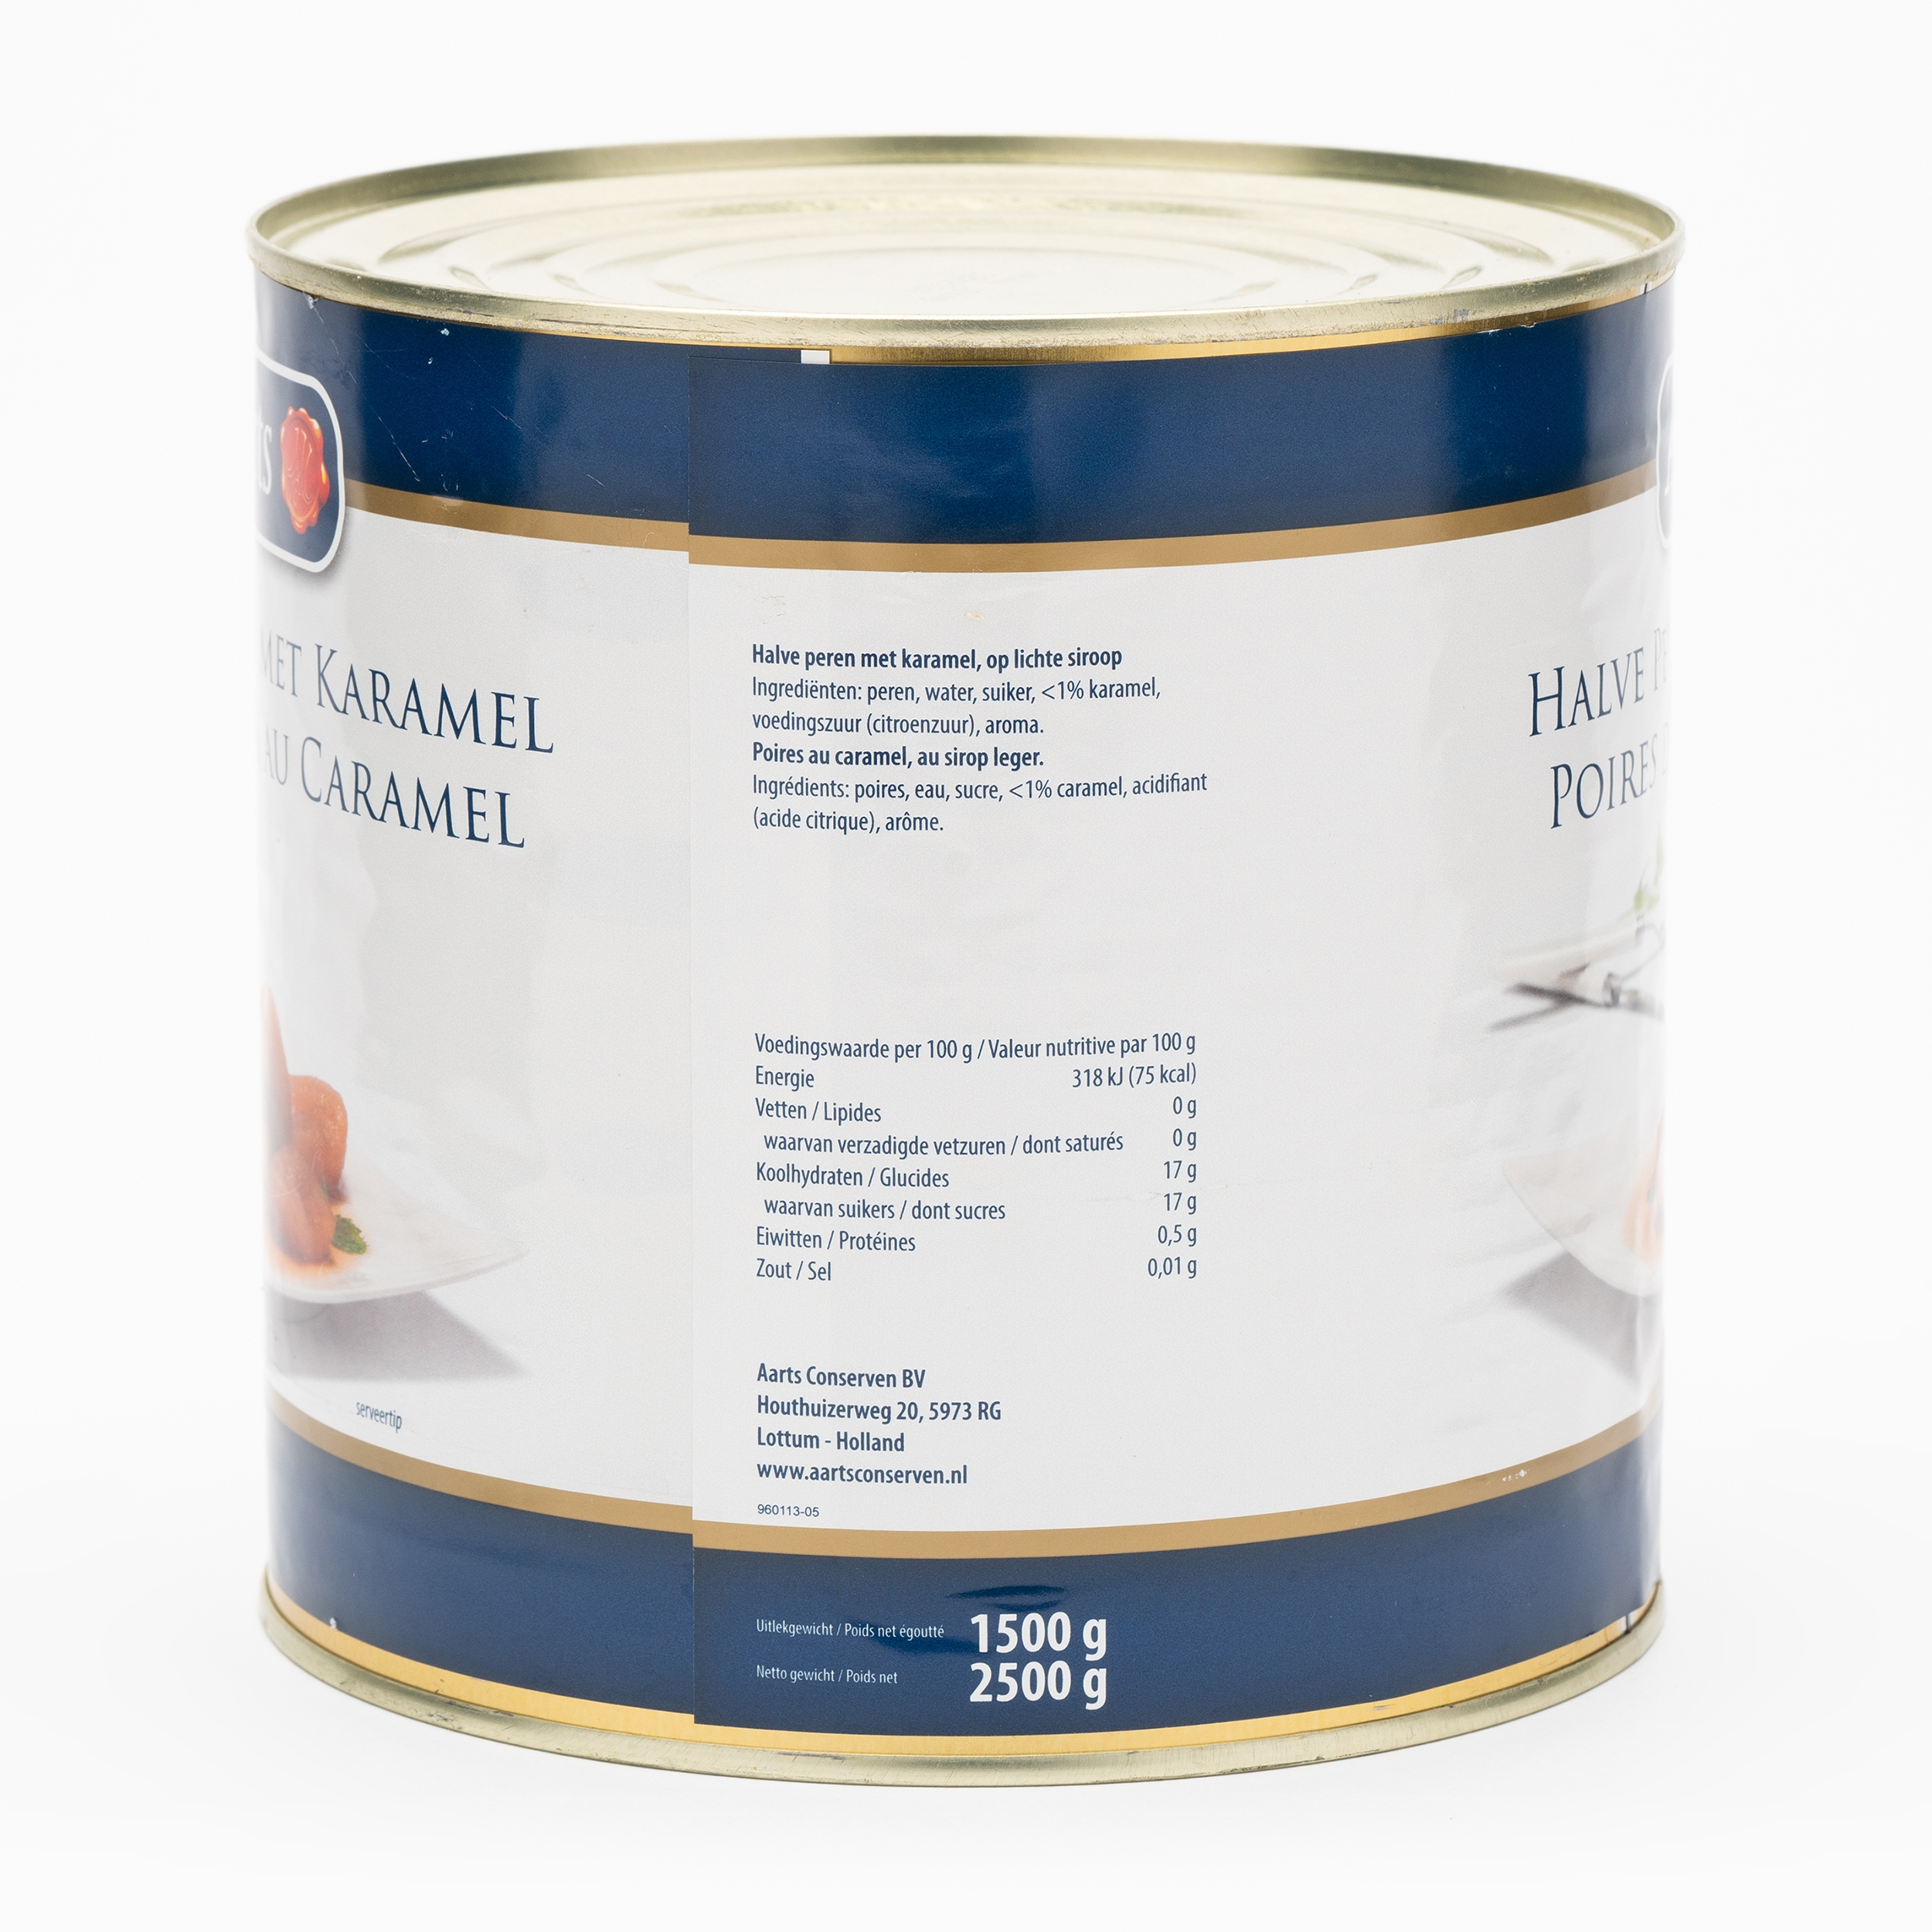 MET KARAMEL
AU CARAMEL
serveertip
Halve peren met karamel, op lichte siroop
Ingrediënten: peren, water, suiker, <1% karamel,
voedingszuur (citroenzuur), aroma.
Poires au caramel, au sirop leger.
Ingrédients: poires, eau, sucre, <1% caramel, acidifiant
(acide citrique), arôme.
Voedingswaarde per 100 g / Valeur nutritive par 100 g
Energie 318 kJ (75 kcal)
Vetten / Lipides 0 g
waarvan verzadigde vetzuren / dont saturés 0 g
Koolhydraten / Glucides 17 g
waarvan suikers / dont sucres 17 g
Eiwitten / Protéines 0,5 g
Zout / Sel 0,01 g
Aarts Conserven BV
Houthuizerweg 20, 5973 RG
Lottum - Holland
www.aartsconserven.nl
960113-05
Uitlekgewicht / Poids net égoutté 1500 g
Netto gewicht / Poids net 2500 g
HALVE
POIRES